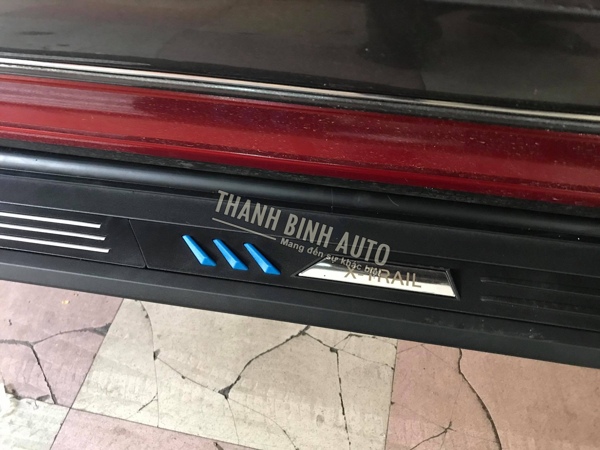 THANH BINH AUTO
Mang đến sự khác biệt
X-TRAIL